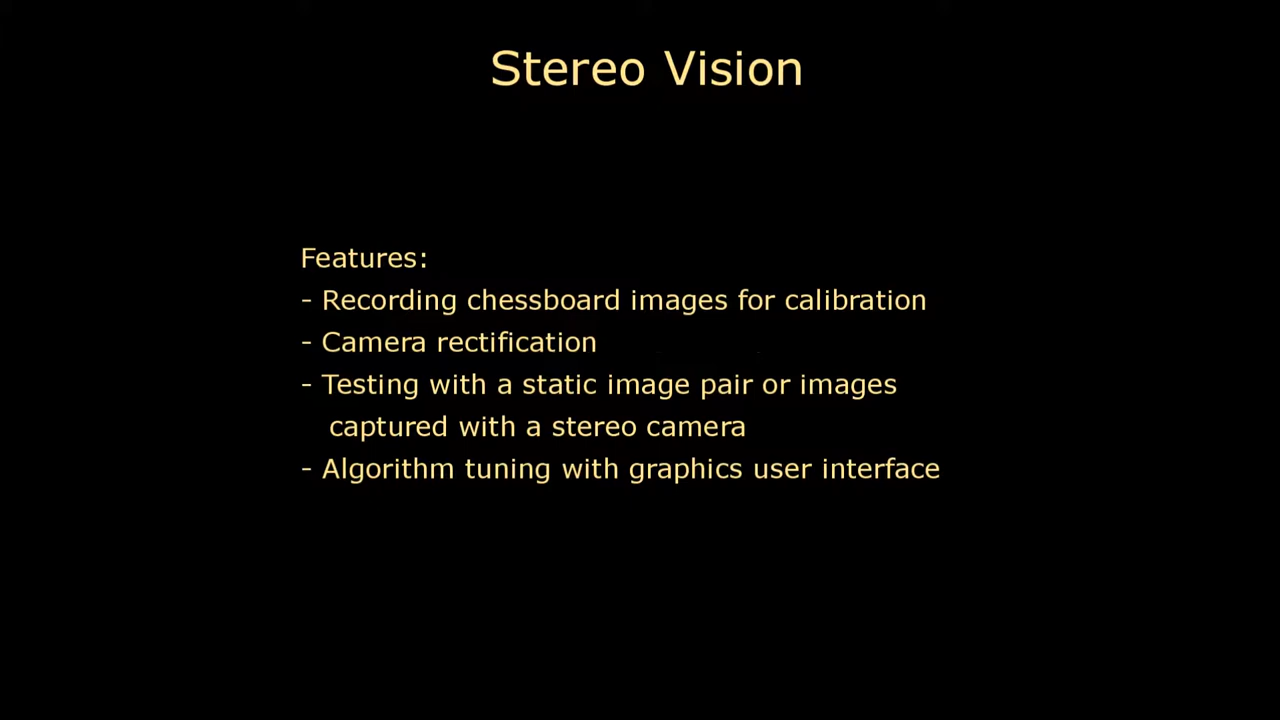 Stereo Vision
Features:
- Recording chessboard images for calibration
- Camera rectification
- Testing with a static image pair or images
captured with a stereo camera
- Algorithm tuning with graphics user interface